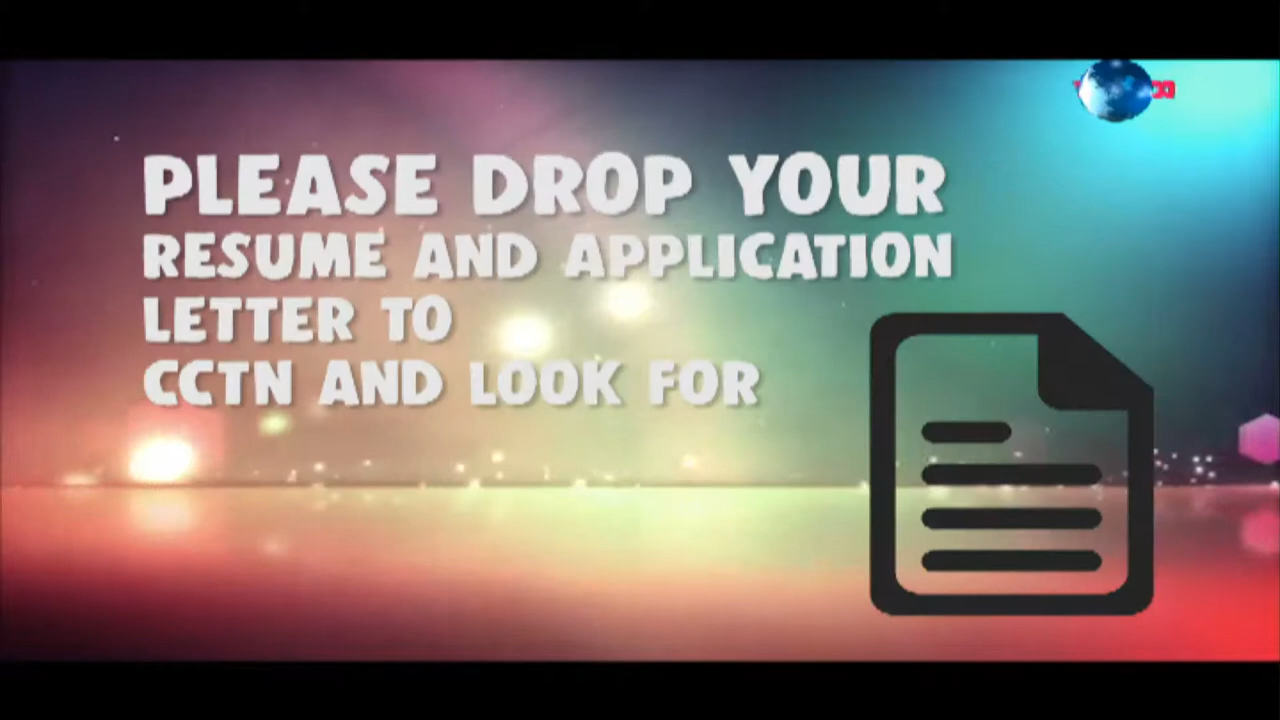 PLEASE DROP YOUR
RESUME AND APPLICATION
LETTER TO
CCTN AND LOOK FOR